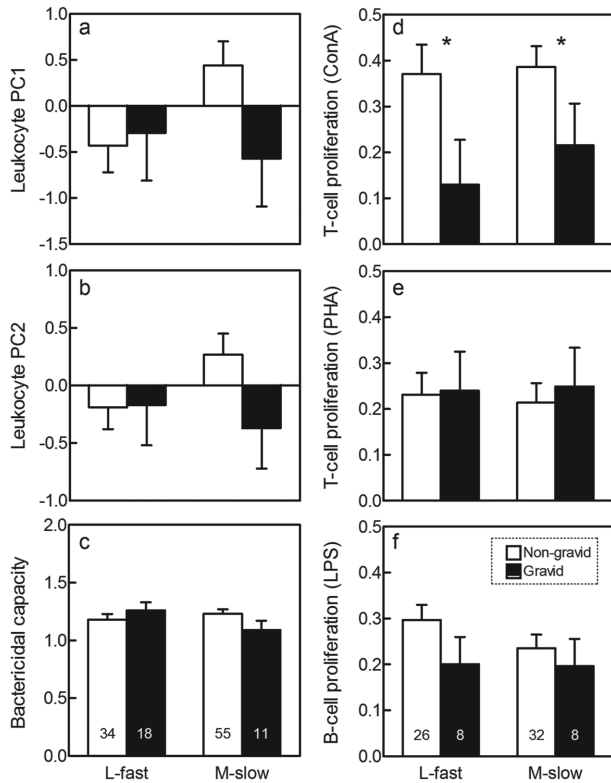 a
Leukocyte PC1
1.0
0.5
0.0
-0.5
-1.0
-1.5
b
Leukocyte PC2
1.0
0.5
0.0
-0.5
-1.0
c
Bactericidal capacity
2.0
1.5
1.0
0.5
0.0
34 18 55 11
L-fast M-slow
d
T-cell proliferation (ConA)
0.5
0.4
0.3
0.2
0.1
0.0
* *
e
T-cell proliferation (PHA)
0.5
0.4
0.3
0.2
0.1
0.0
f
B-cell proliferation (LPS)
0.5
0.4
0.3
0.2
0.1
0.0
Non-gravid
Gravid
26 8 32 8
L-fast M-slow